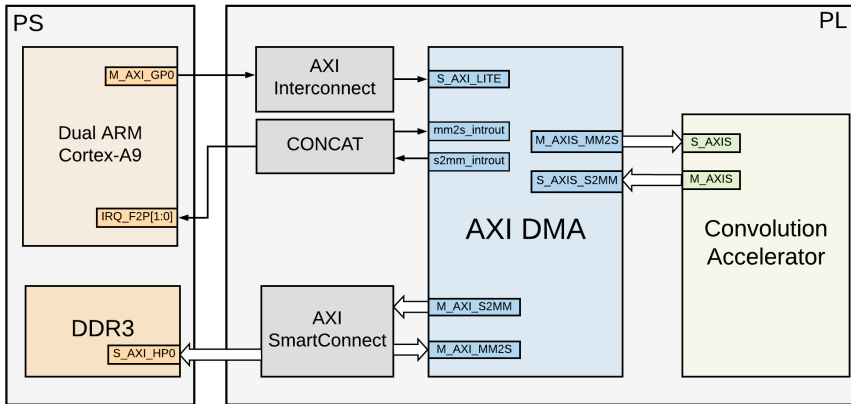 PS
PL
M_AXI_GP0
Dual ARM
Cortex-A9
IRQ_F2P[1:0]
DDR3
S_AXI_HP0
AXI
Interconnect
CONCAT
AXI
SmartConnect
S_AXI_LITE
mm2s_introut
s2mm_introut
M_AXIS_MM2S
S_AXIS_S2MM
AXI DMA
M_AXI_S2MM
M_AXI_MM2S
S_AXIS
M_AXIS
Convolution
Accelerator